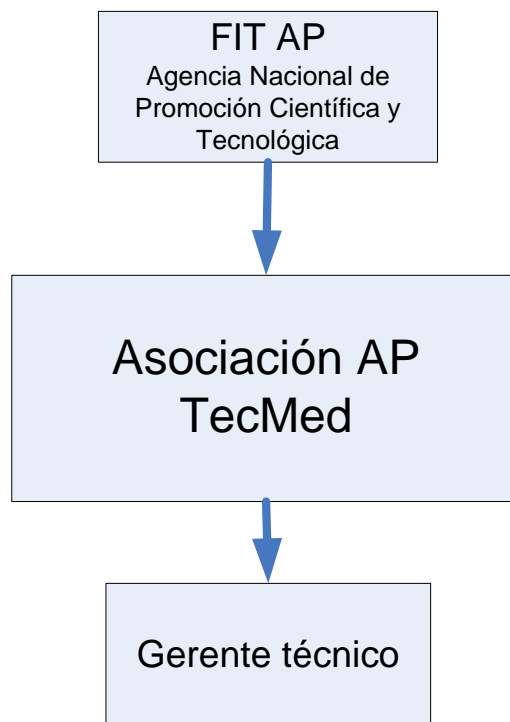 FIT AP
Agencia Nacional de
Promoción Científica y
Tecnológica
Asociación AP
TecMed
Gerente técnico